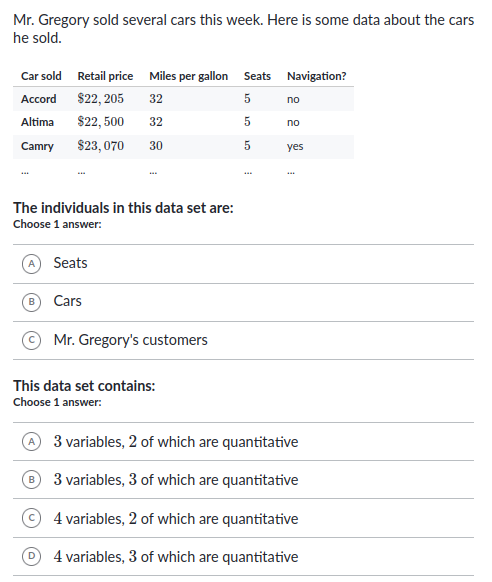 Mr. Gregory sold several cars this week. Here is some data about the cars
he sold.
Car sold Retail price Miles per gallon Seats Navigation?
Accord $22,205 32 5 no
Altima $22,500 32 5 no
Camry $23,070 30 5 yes
... ... ... ... ...
The individuals in this data set are:
Choose 1 answer:
A Seats
B Cars
C Mr. Gregory's customers
This data set contains:
Choose 1 answer:
A 3 variables, 2 of which are quantitative
B 3 variables, 3 of which are quantitative
C 4 variables, 2 of which are quantitative
D 4 variables, 3 of which are quantitative